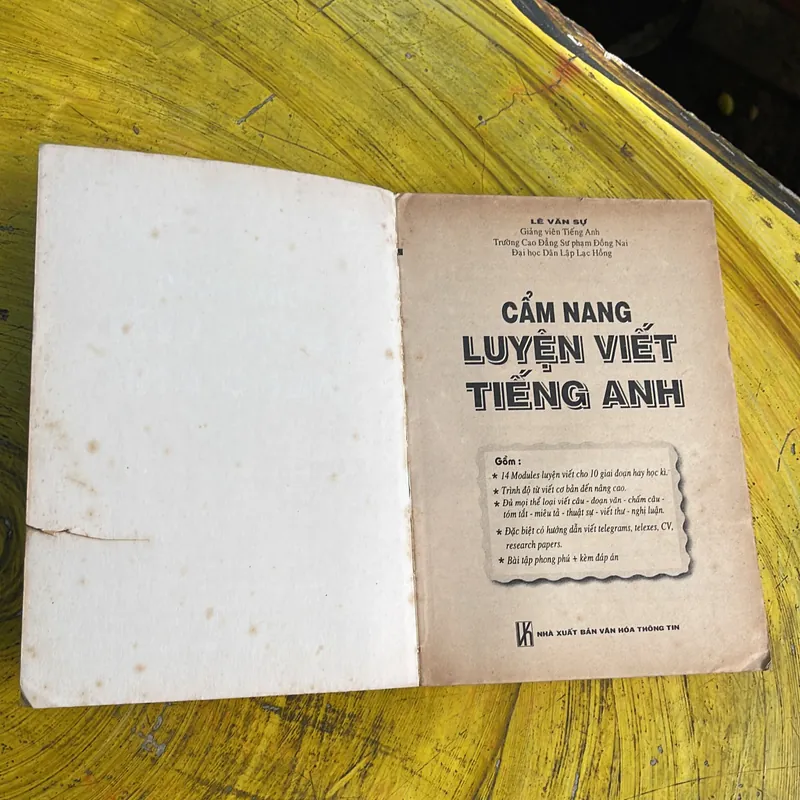 LÊ VĂN SỰ
Giảng viên Tiếng Anh
Trường Cao Đẳng Sư phạm Đồng Nai
Đại học Dân Lập Lạc Hồng
CẨM NANG
LUYỆN VIẾT
TIẾNG ANH
Gồm :
★ 14 Modules luyện viết cho 10 giai đoạn hay học kì.
★ Trình độ từ viết cơ bản đến nâng cao.
★ Đủ mọi thể loại viết câu - đoạn văn - chấm câu -
tóm tắt - miêu tả - thuật sự - viết thư - nghị luận.
★ Đặc biệt có hướng dẫn viết telegrams, telexes, CV,
research papers.
★ Bài tập phong phú + kèm đáp án
NHÀ XUẤT BẢN VĂN HÓA THÔNG TIN